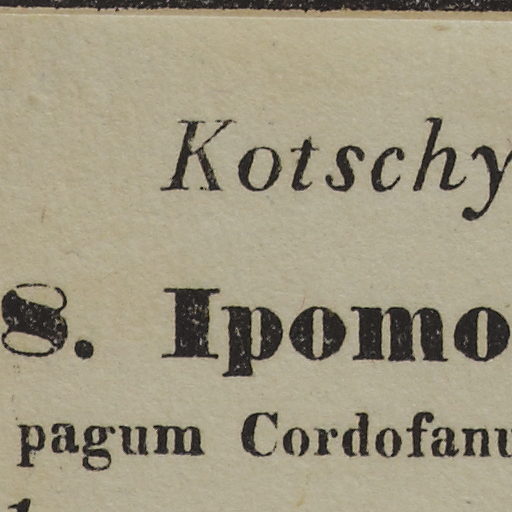 Kotschy
8. Ipomo
pagum Cordofanu